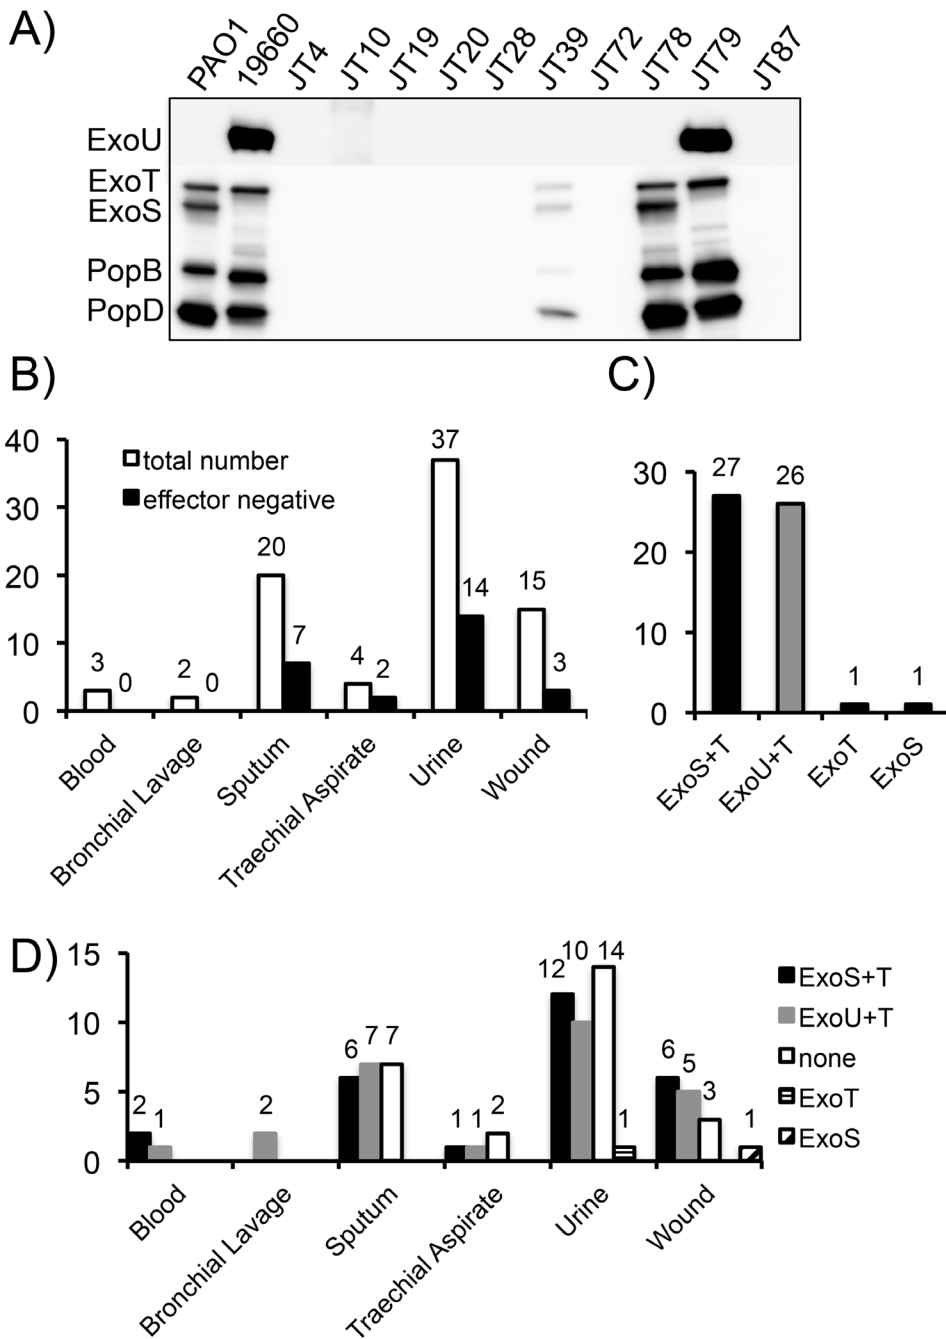 A)
PAO1 19660 JT4 JT10 JT19 JT20 JT28 JT39 JT72 JT78 JT79 JT87
ExoU
ExoT
ExoS
PopB
PopD
B)
40
30
20
10
0
total number
effector negative
3 0 2 0 20 7 4 2 37 14 15 3
Blood Bronchial Lavage Sputum Traechial Aspirate Urine Wound
C)
30
20
10
0
27 26 1 1
ExoS+T ExoU+T ExoT ExoS
D)
15
10
5
0
2 1 2 6 7 7 1 1 2 12 10 14 1 6 5 3 1
Blood Bronchial Lavage Sputum Traechial Aspirate Urine Wound
ExoS+T
ExoU+T
none
ExoT
ExoS